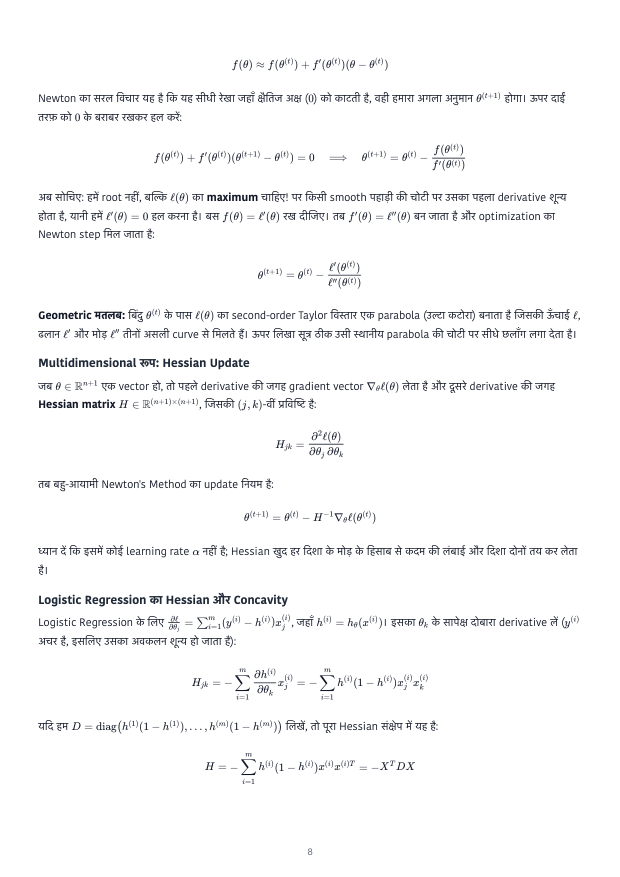 f(θ) ≈ f(θ^{(t)}) + f′(θ^{(t)})(θ − θ^{(t)})
Newton का सरल विचार यह है कि यह सीधी रेखा जहाँ क्षैतिज अक्ष (0) को काटती है, वही हमारा अगला अनुमान θ^{(t+1)} होगा। ऊपर दाईं
तरफ़ को 0 के बराबर रखकर हल करें:
f(θ^{(t)}) + f′(θ^{(t)})(θ^{(t+1)} − θ^{(t)}) = 0 ⟹ θ^{(t+1)} = θ^{(t)} − \frac{f(θ^{(t)})}{f′(θ^{(t)})}
अब सोचिए: हमें root नहीं, बल्कि ℓ(θ) का maximum चाहिए! पर किसी smooth पहाड़ी की चोटी पर उसका पहला derivative शून्य
होता है, यानी हमें ℓ′(θ) = 0 हल करना है। बस f(θ) = ℓ′(θ) रख दीजिए। तब f′(θ) = ℓ″(θ) बन जाता है और optimization का
Newton step मिल जाता है:
θ^{(t+1)} = θ^{(t)} − \frac{ℓ′(θ^{(t)})}{ℓ″(θ^{(t)})}
Geometric मतलब: बिंदु θ^{(t)} के पास ℓ(θ) का second-order Taylor विस्तार एक parabola (उल्टा कटोरा) बनाता है जिसकी ऊँचाई ℓ,
ढलान ℓ′ और मोड़ ℓ″ तीनों असली curve से मिलते हैं। ऊपर लिखा सूत्र ठीक उसी स्थानीय parabola की चोटी पर सीधे छलाँग लगा देता है।
Multidimensional रूप: Hessian Update
जब θ ∈ ℝ^{n+1} एक vector हो, तो पहले derivative की जगह gradient vector ∇_θℓ(θ) लेता है और दूसरे derivative की जगह
Hessian matrix H ∈ ℝ^{(n+1)×(n+1)}, जिसकी (j, k)-वीं प्रविष्टि है:
H_{jk} = \frac{∂²ℓ(θ)}{∂θ_j ∂θ_k}
तब बहु-आयामी Newton's Method का update नियम है:
θ^{(t+1)} = θ^{(t)} − H^{−1}∇_θℓ(θ^{(t)})
ध्यान दें कि इसमें कोई learning rate α नहीं है; Hessian खुद हर दिशा के मोड़ के हिसाब से कदम की लंबाई और दिशा दोनों तय कर लेता
है।
Logistic Regression का Hessian और Concavity
Logistic Regression के लिए \frac{∂ℓ}{∂θ_j} = ∑_{i=1}^{m}(y^{(i)} − h^{(i)})x_j^{(i)}, जहाँ h^{(i)} = h_θ(x^{(i)})। इसका θ_k के सापेक्ष दोबारा derivative लें (y^{(i)}
अचर है, इसलिए उसका अवकलन शून्य हो जाता है):
H_{jk} = −∑_{i=1}^{m} \frac{∂h^{(i)}}{∂θ_k} x_j^{(i)} = −∑_{i=1}^{m} h^{(i)}(1 − h^{(i)})x_j^{(i)}x_k^{(i)}
यदि हम D = diag(h^{(1)}(1 − h^{(1)}), . . . , h^{(m)}(1 − h^{(m)})) लिखें, तो पूरा Hessian संक्षेप में यह है:
H = −∑_{i=1}^{m} h^{(i)}(1 − h^{(i)})x^{(i)}x^{(i)T} = −X^T DX
8